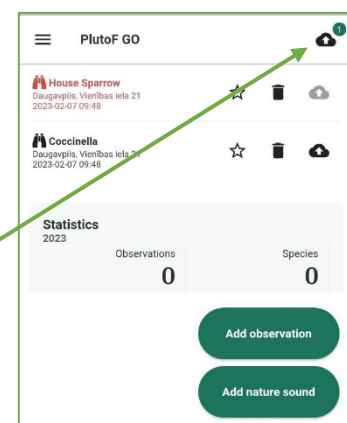 PlutoF GO
1
House Sparrow
Daugavpils, Vienības iela 21
2023-02-07 09:48
Coccinella
Daugavpils, Vienības iela 21
2023-02-07 09:48
Statistics
2023
Observations
0
Species
0
Add observation
Add nature sound